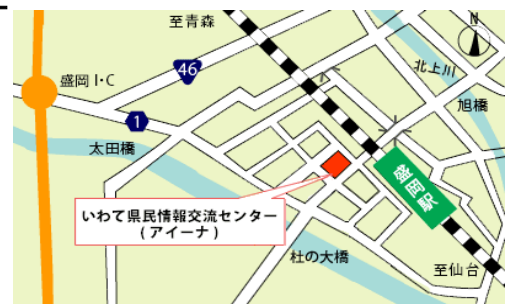 至青森
N
46
北上川
盛岡 I・C
旭橋
1
太田橋
盛岡駅
いわて県民情報交流センター
(アイーナ)
杜の大橋
至仙台